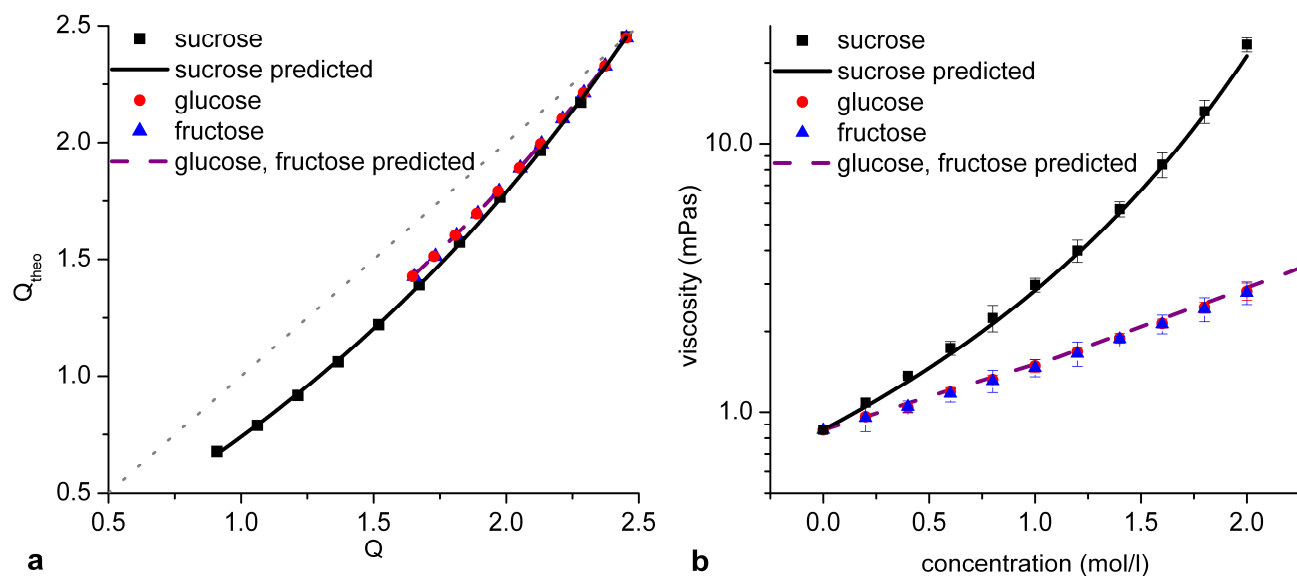 2.5
sucrose
sucrose predicted
glucose
fructose
glucose, fructose predicted
2.0
1.5
1.0
0.5
Qtheo
0.5
1.0
1.5
2.0
2.5
Q
a
sucrose
sucrose predicted
glucose
fructose
glucose, fructose predicted
10.0
1.0
viscosity (mPas)
0.0
0.5
1.0
1.5
2.0
concentration (mol/l)
b